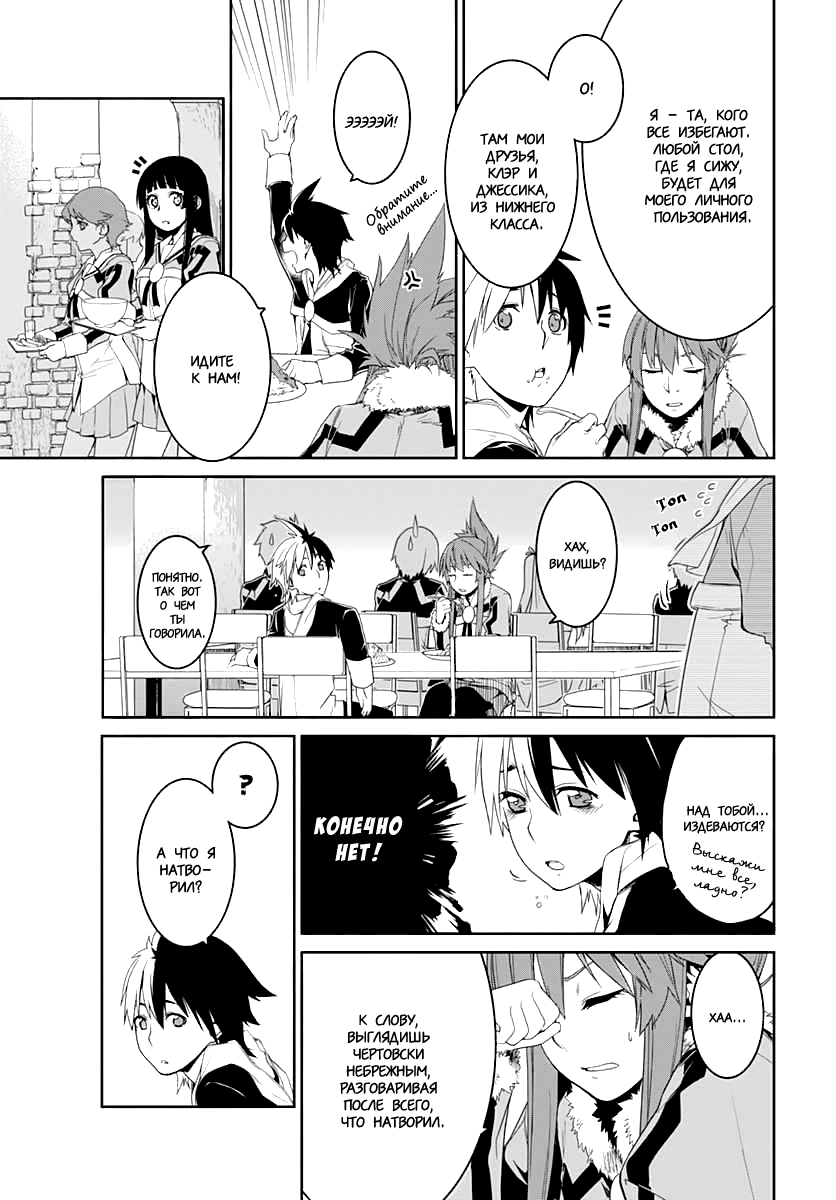 Я - ТА, КОГО
ВСЕ ИЗБЕГАЮТ.
ЛЮБОЙ СТОЛ,
ГДЕ Я СИЖУ,
БУДЕТ ДЛЯ
МОЕГО ЛИЧНОГО
ПОЛЬЗОВАНИЯ.
О!
ТАМ МОИ
ДРУЗЬЯ,
КЛЭР И
ДЖЕССИКА,
ИЗ НИЖНЕГО
КЛАССА.
ЭЭЭЭЭЙ!
Обратите
внимание...
ИДИТЕ
К НАМ!
Топ
Топ
ХАХ,
ВИДИШЬ?
ПОНЯТНО.
ТАК ВОТ
О ЧЕМ
ТЫ
ГОВОРИЛА.
НАД ТОБОЙ...
ИЗДЕВАЮТСЯ?
Выскажи
мне все,
ладно?
КОНЕЧНО
НЕТ!
ХАА...
К СЛОВУ,
ВЫГЛЯДИШЬ
ЧЕРТОВСКИ
НЕБРЕЖНЫМ,
РАЗГОВАРИВАЯ
ПОСЛЕ ВСЕГО,
ЧТО НАТВОРИЛ.
?
А ЧТО Я
НАТВО-
РИЛ?